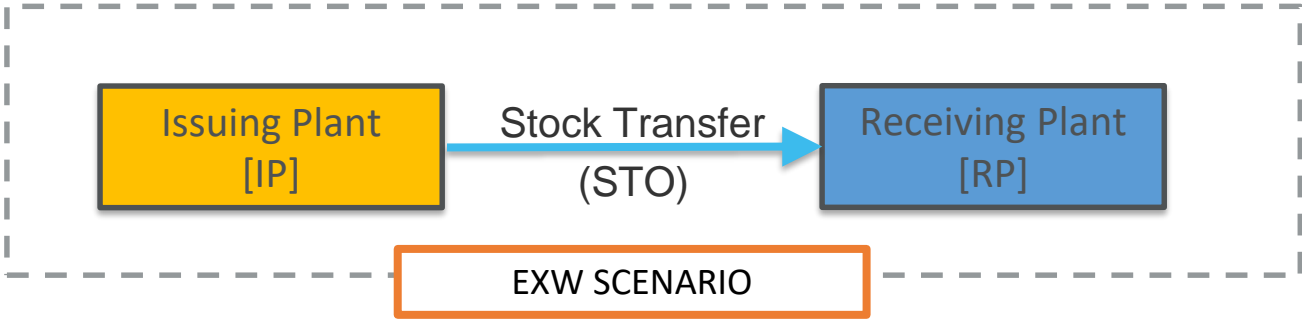 Issuing Plant
[IP]
Stock Transfer
(STO)
Receiving Plant
[RP]
EXW SCENARIO